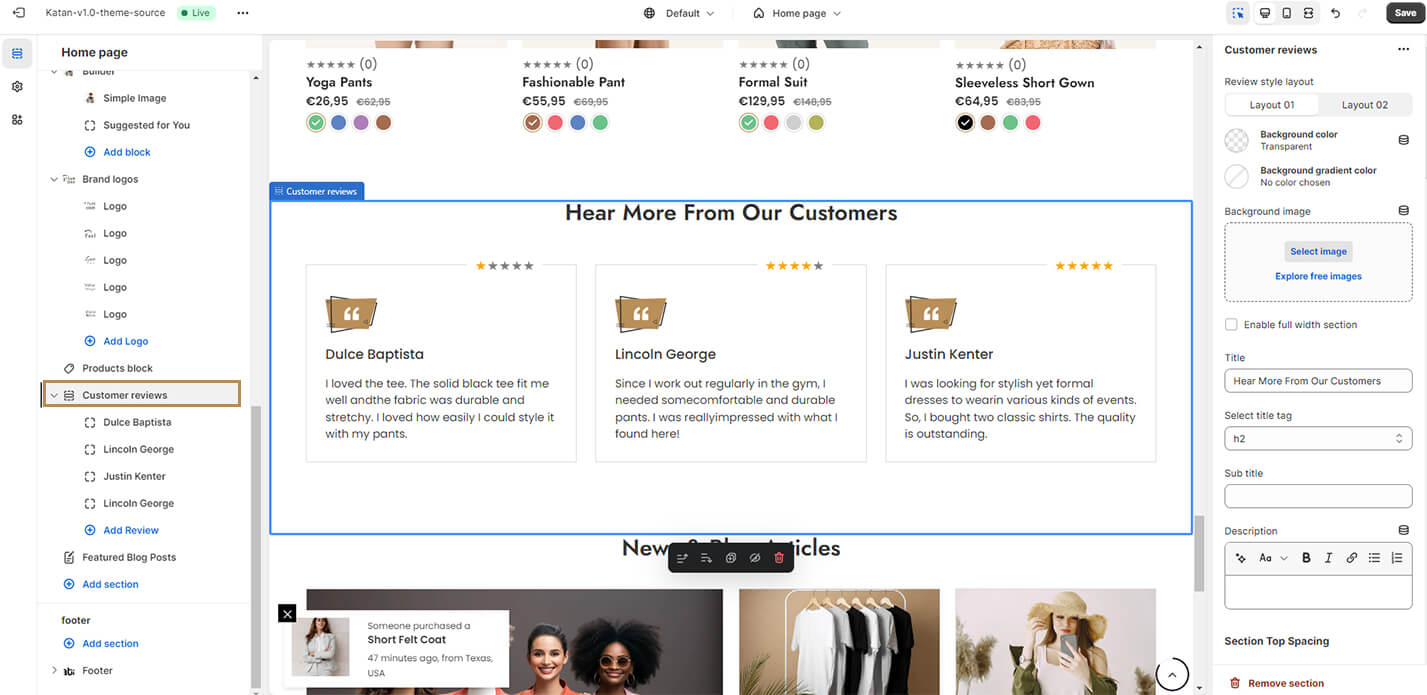 Katan-v1.0-theme-source
Live
Default
Home page
Save
Home page
Builder
Simple Image
Suggested for You
Add block
Brand logos
Logo
Logo
Logo
Logo
Logo
Add Logo
Products block
Customer reviews
Dulce Baptista
Lincoln George
Justin Kenter
Lincoln George
Add Review
Featured Blog Posts
Add section
footer
Add section
Footer
★★★★★ (0)
Yoga Pants
€26,95 €62,95
★★★★★ (0)
Fashionable Pant
€55,95 €69,95
★★★★★ (0)
Formal Suit
€129,95 €148,95
★★★★★ (0)
Sleeveless Short Gown
€64,95 €83,95
Customer reviews
Hear More From Our Customers
Dulce Baptista
I loved the tee. The solid black tee fit me
well andthe fabric was durable and
stretchy. I loved how easily I could style it
with my pants.
Lincoln George
Since I work out regularly in the gym, I
needed somecomfortable and durable
pants. I was reallyimpressed with what I
found here!
Justin Kenter
I was looking for stylish yet formal
dresses to wearin various kinds of events.
So, I bought two classic shirts. The quality
is outstanding.
News & Blog Articles
Someone purchased a
Short Felt Coat
47 minutes ago, from Texas,
USA
Customer reviews
Review style layout
Layout 01
Layout 02
Background color
Transparent
Background gradient color
No color chosen
Background image
Select image
Explore free images
Enable full width section
Title
Hear More From Our Customers
Select title tag
h2
Sub title
Description
Aa
B
I
Section Top Spacing
Remove section